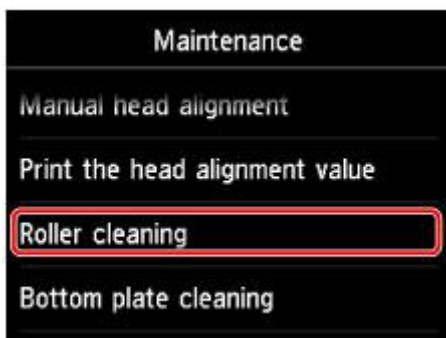 Maintenance
Manual head alignment
Print the head alignment value
Roller cleaning
Bottom plate cleaning